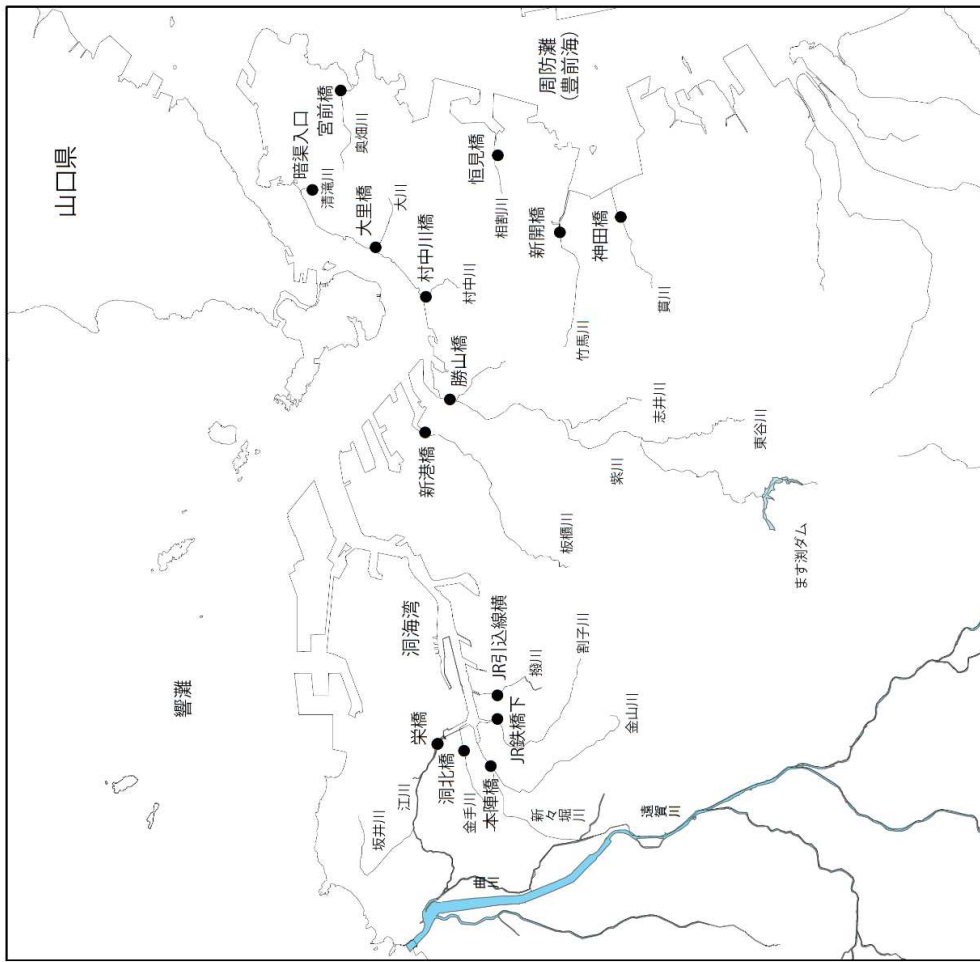 山口県
響灘
周防灘
(豊前海)
洞海湾
暗渠入口
清滝川
宮前橋
奥畑川
大里橋
大川
村中川橋
村中川
恒見橋
相割川
新開橋
竹馬川
神田橋
貫川
勝山橋
紫川
志井川
東谷川
ます渕ダム
新港橋
板櫃川
JR引込線横
撥川
JR鉄橋下
割子川
栄橋
江川
坂井川
洞北橋
金手川
本陣橋
金山川
新々堀川
曲川
遠賀川